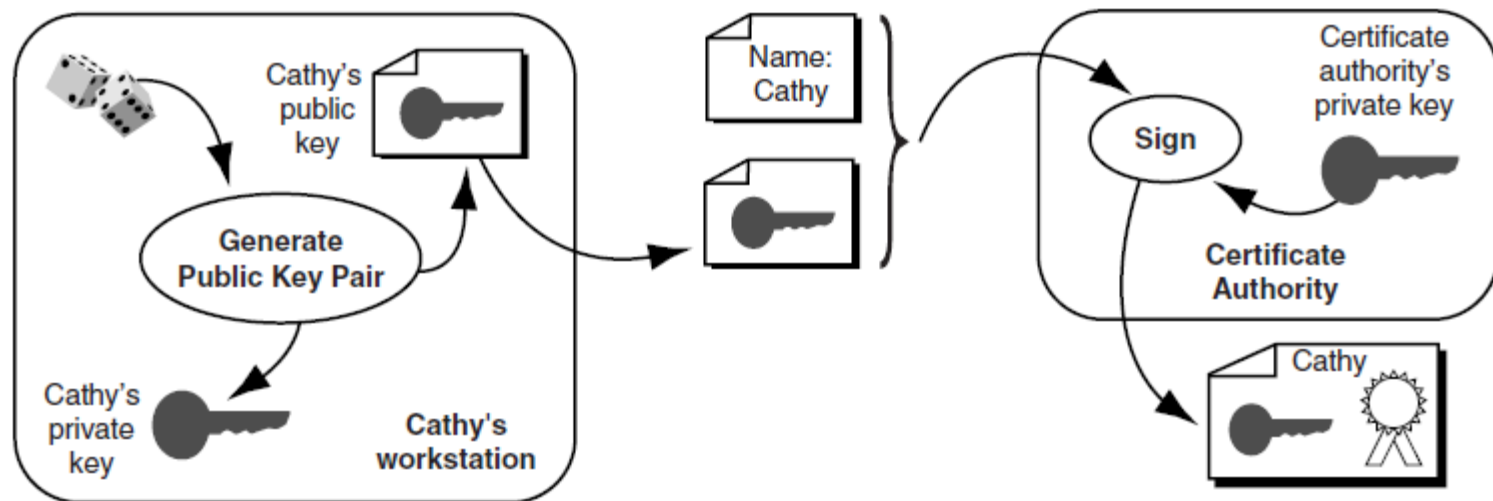 Cathy’s
public
key
Generate
Public Key Pair
Cathy’s
private
key
Cathy's
workstation
Name:
Cathy
Sign
Certificate
authority’s
private key
Certificate
Authority
Cathy